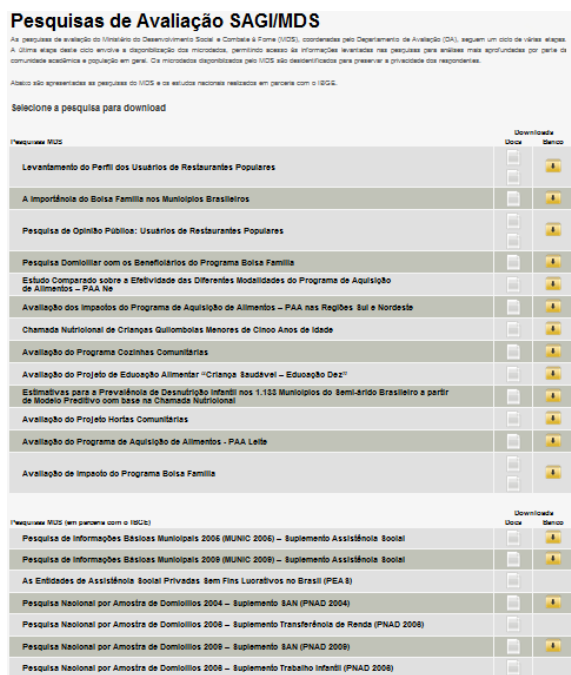 Pesquisas de Avaliação SAGI/MDS
As pesquisas de avaliação do Ministério do Desenvolvimento Social e Combate à Fome (MDS), coordenadas pelo Departamento de Avaliação (DA), seguem um ciclo de várias etapas.
A última etapa deste ciclo envolve a disponibilização dos microdados, permitindo acesso às informações levantadas nas pesquisas para análises mais aprofundadas por parte da
comunidade acadêmica e população em geral. Os microdados disponibilizados pelo MDS são desidentificados para preservar a privacidade dos respondentes.
Abaixo são apresentadas as pesquisas do MDS e os estudos nacionais realizados em parceria com o IBGE.
Selecione a pesquisa para download
Downloads
Pesquisas MDS Docs Banco
Levantamento do Perfil dos Usuários de Restaurantes Populares
A Importância do Bolsa Família nos Municípios Brasileiros
Pesquisa de Opinião Pública: Usuários de Restaurantes Populares
Pesquisa Domiciliar com os Beneficiários do Programa Bolsa Família
Estudo Comparado sobre a Efetividade das Diferentes Modalidades do Programa de Aquisição
de Alimentos – PAA Ne
Avaliação dos Impactos do Programa de Aquisição de Alimentos – PAA nas Regiões Sul e Nordeste
Chamada Nutricional de Crianças Quilombolas Menores de Cinco Anos de Idade
Avaliação do Programa Cozinhas Comunitárias
Avaliação do Projeto de Educação Alimentar "Criança Saudável – Educação Dez"
Estimativas para a Prevalência de Desnutrição Infantil nos 1.133 Municípios do Semi-árido Brasileiro a partir
de Modelo Preditivo com base na Chamada Nutricional
Avaliação do Projeto Hortas Comunitárias
Avaliação do Programa de Aquisição de Alimentos - PAA Leite
Avaliação de Impacto do Programa Bolsa Família
Downloads
Pesquisas MDS (em parceria com o IBGE) Docs Banco
Pesquisa de Informações Básicas Municipais 2005 (MUNIC 2005) – Suplemento Assistência Social
Pesquisa de Informações Básicas Municipais 2009 (MUNIC 2009) – Suplemento Assistência Social
As Entidades de Assistência Social Privadas Sem Fins Lucrativos no Brasil (PEAS)
Pesquisa Nacional por Amostra de Domicílios 2004 – Suplemento SAN (PNAD 2004)
Pesquisa Nacional por Amostra de Domicílios 2006 – Suplemento Transferência de Renda (PNAD 2006)
Pesquisa Nacional por Amostra de Domicílios 2009 – Suplemento SAN (PNAD 2009)
Pesquisa Nacional por Amostra de Domicílios 2006 – Suplemento Trabalho Infantil (PNAD 2006)